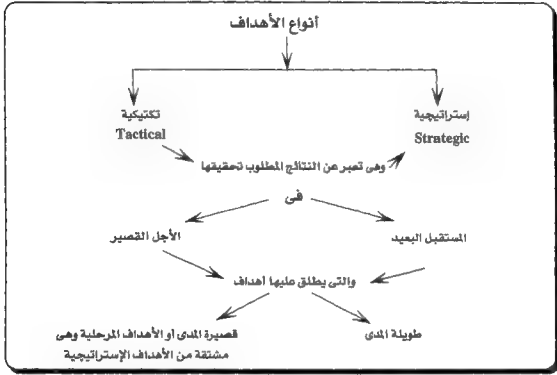 أنواع الأهداف
إستراتيجية
Strategic
تكتيكية
Tactical
وهى تعبر عن النتائج المطلوب تحقيقها
فى
المستقبل البعيد
الأجل القصير
والتى يطلق عليها أهداف
طويلة المدى
قصيرة المدى أو الأهداف المرحلية وهى
مشتقة من الأهداف الإستراتيجية